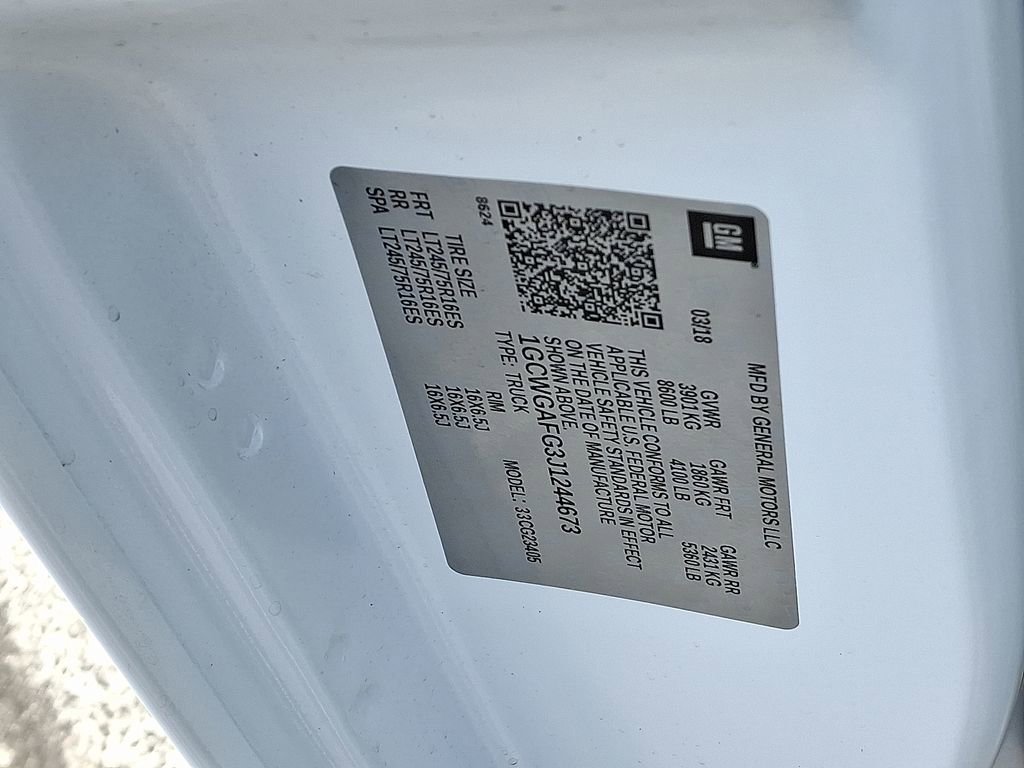 MFD BY GENERAL MOTORS LLC
GM
03/18
GVWR GAWR FRT GAWR RR
3901 KG 1860 KG 2431 KG
8600 LB 4100 LB 5360 LB
THIS VEHICLE CONFORMS TO ALL
APPLICABLE U.S. FEDERAL MOTOR
VEHICLE SAFETY STANDARDS IN EFFECT
ON THE DATE OF MANUFACTURE
SHOWN ABOVE.
1GCWGAFG3J1244673
8624
TYPE: TRUCK MODEL: 33CG23405
TIRE SIZE RIM
FRT LT245/75R16ES 16X6.5J
RR LT245/75R16ES 16X6.5J
SPA LT245/75R16ES 16X6.5J